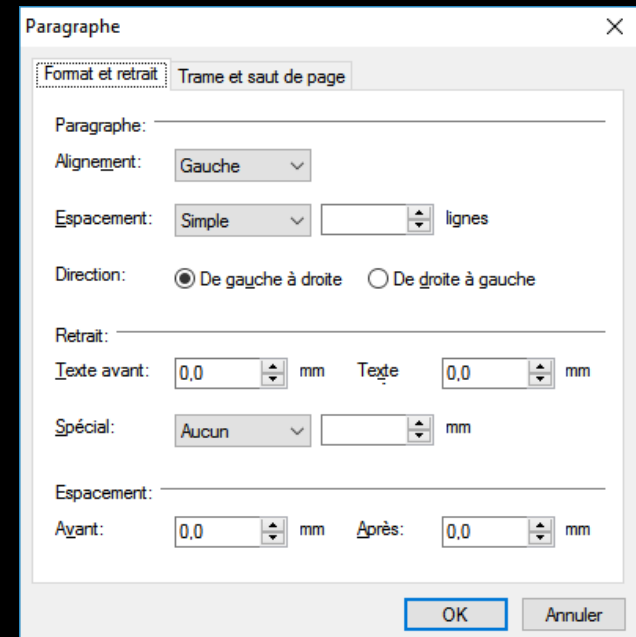 Paragraphe
Format et retrait Trame et saut de page
Paragraphe:
Alignement: Gauche
Espacement: Simple lignes
Direction: De gauche à droite De droite à gauche
Retrait:
Texte avant: 0,0 mm Texte 0,0 mm
Spécial: Aucun mm
Espacement:
Avant: 0,0 mm Après: 0,0 mm
OK Annuler